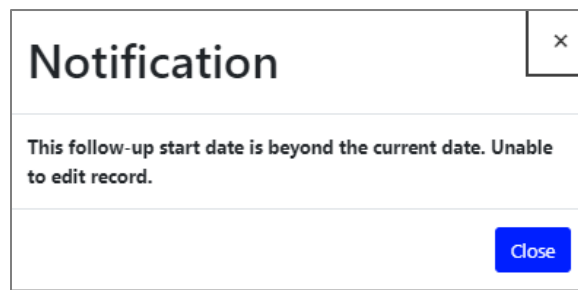 Notification
×
This follow-up start date is beyond the current date. Unable
to edit record.
Close